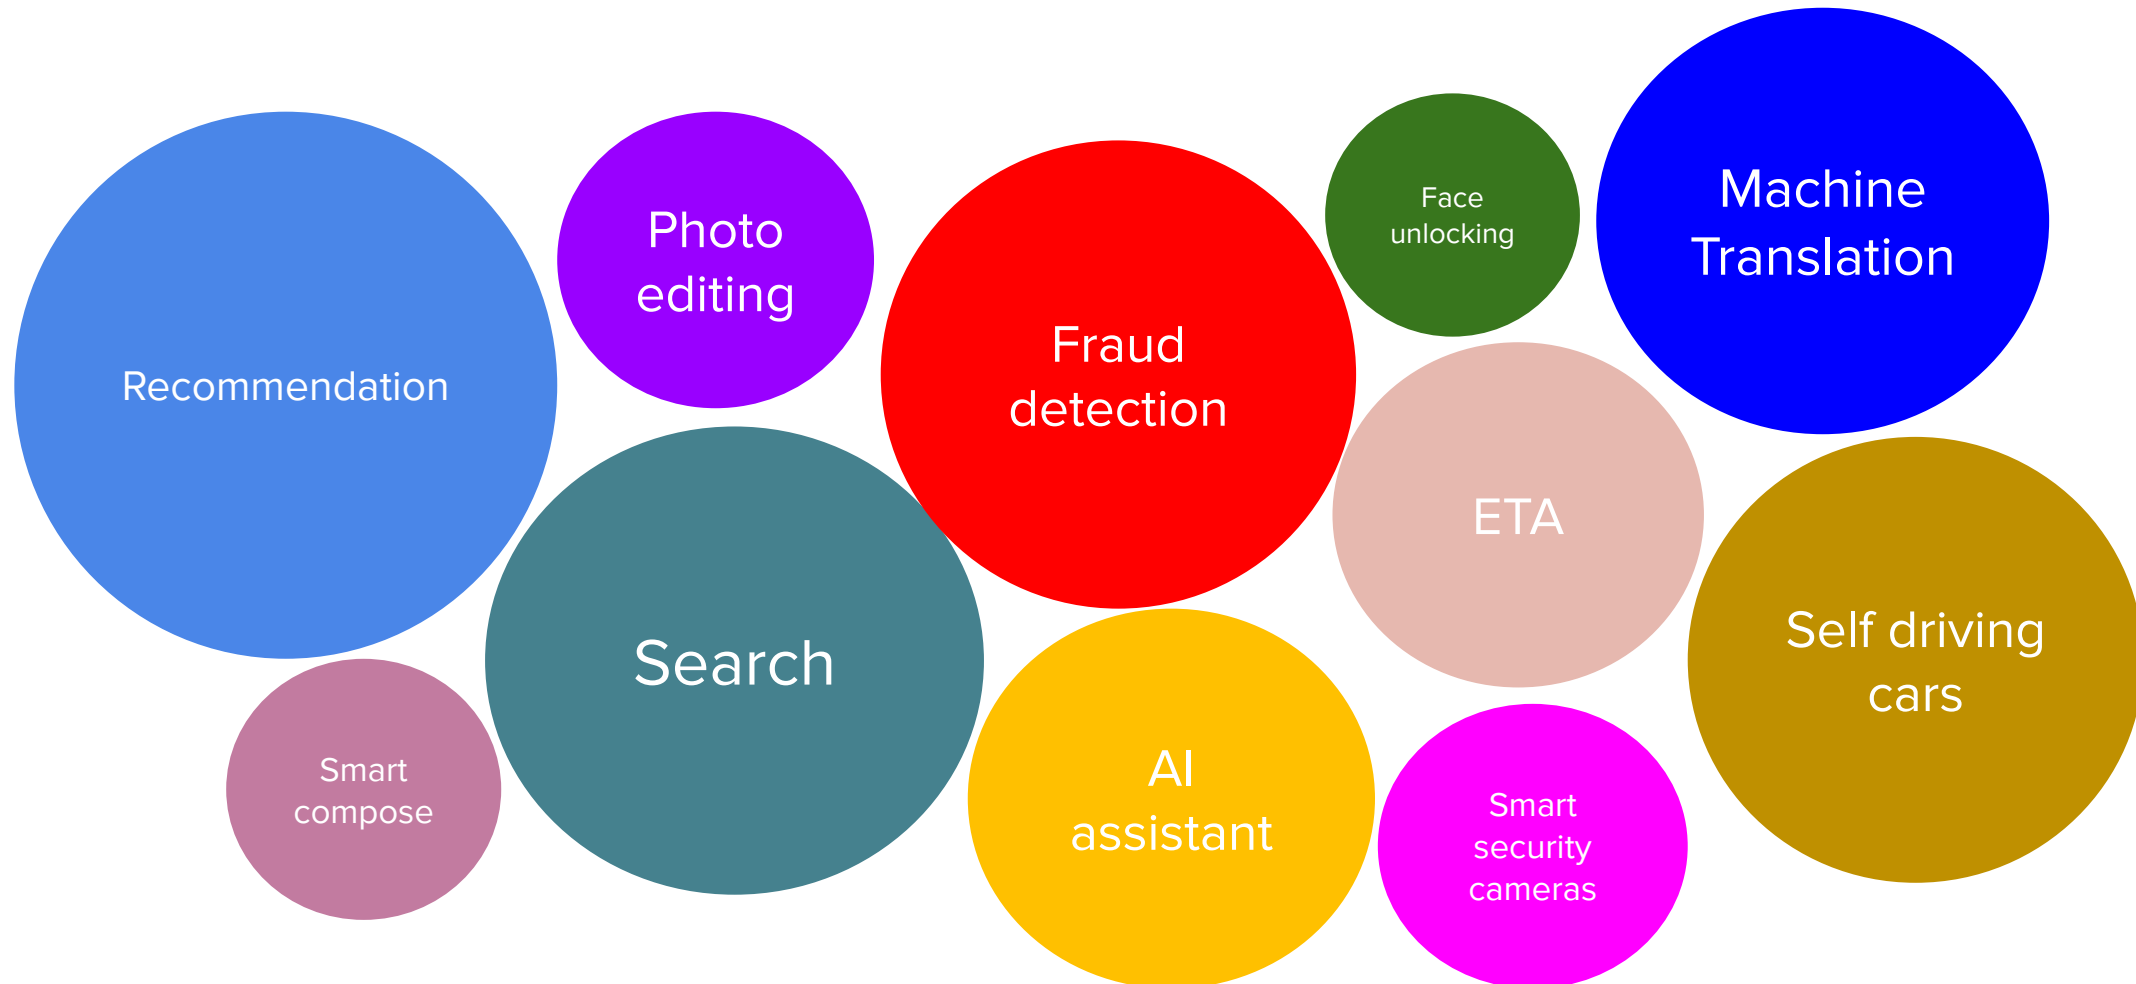 Recommendation
Photo
editing
Fraud
detection
Face
unlocking
Machine
Translation
ETA
Search
Self driving
cars
Smart
compose
AI
assistant
Smart
security
cameras